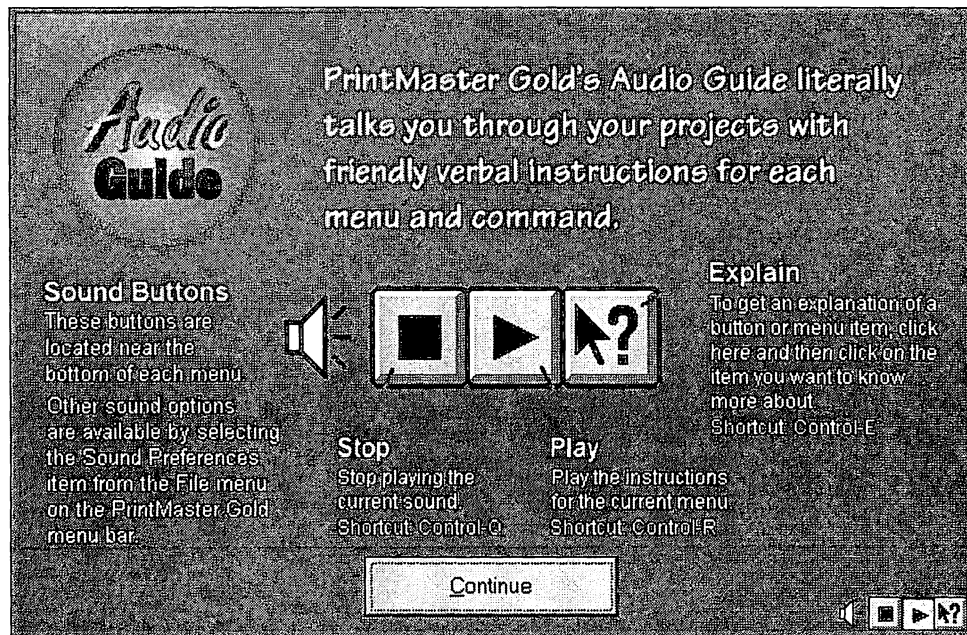 Audio
Guide
PrintMaster Gold's Audio Guide literally
talks you through your projects with
friendly verbal instructions for each
menu and command.
Sound Buttons
These buttons are
located near the
bottom of each menu.
Other sound options
are available by selecting
the Sound Preferences
item from the File menu
on the PrintMaster Gold
menu bar.
Stop
Stop playing the
current sound.
Shortcut: Control-Q
Play
Play the instructions
for the current menu.
Shortcut: Control-R
Explain
To get an explanation of a
button or menu item, click
here and then click on the
item you want to know
more about.
Shortcut: Control-E
?
Continue
?